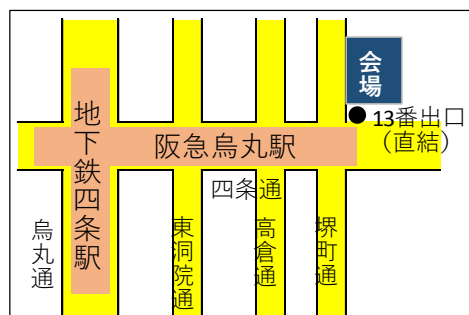 会場
13番出口
（直結）
地下鉄四条駅
阪急烏丸駅
四条通
烏丸通
東洞院通
高倉通
堺町通